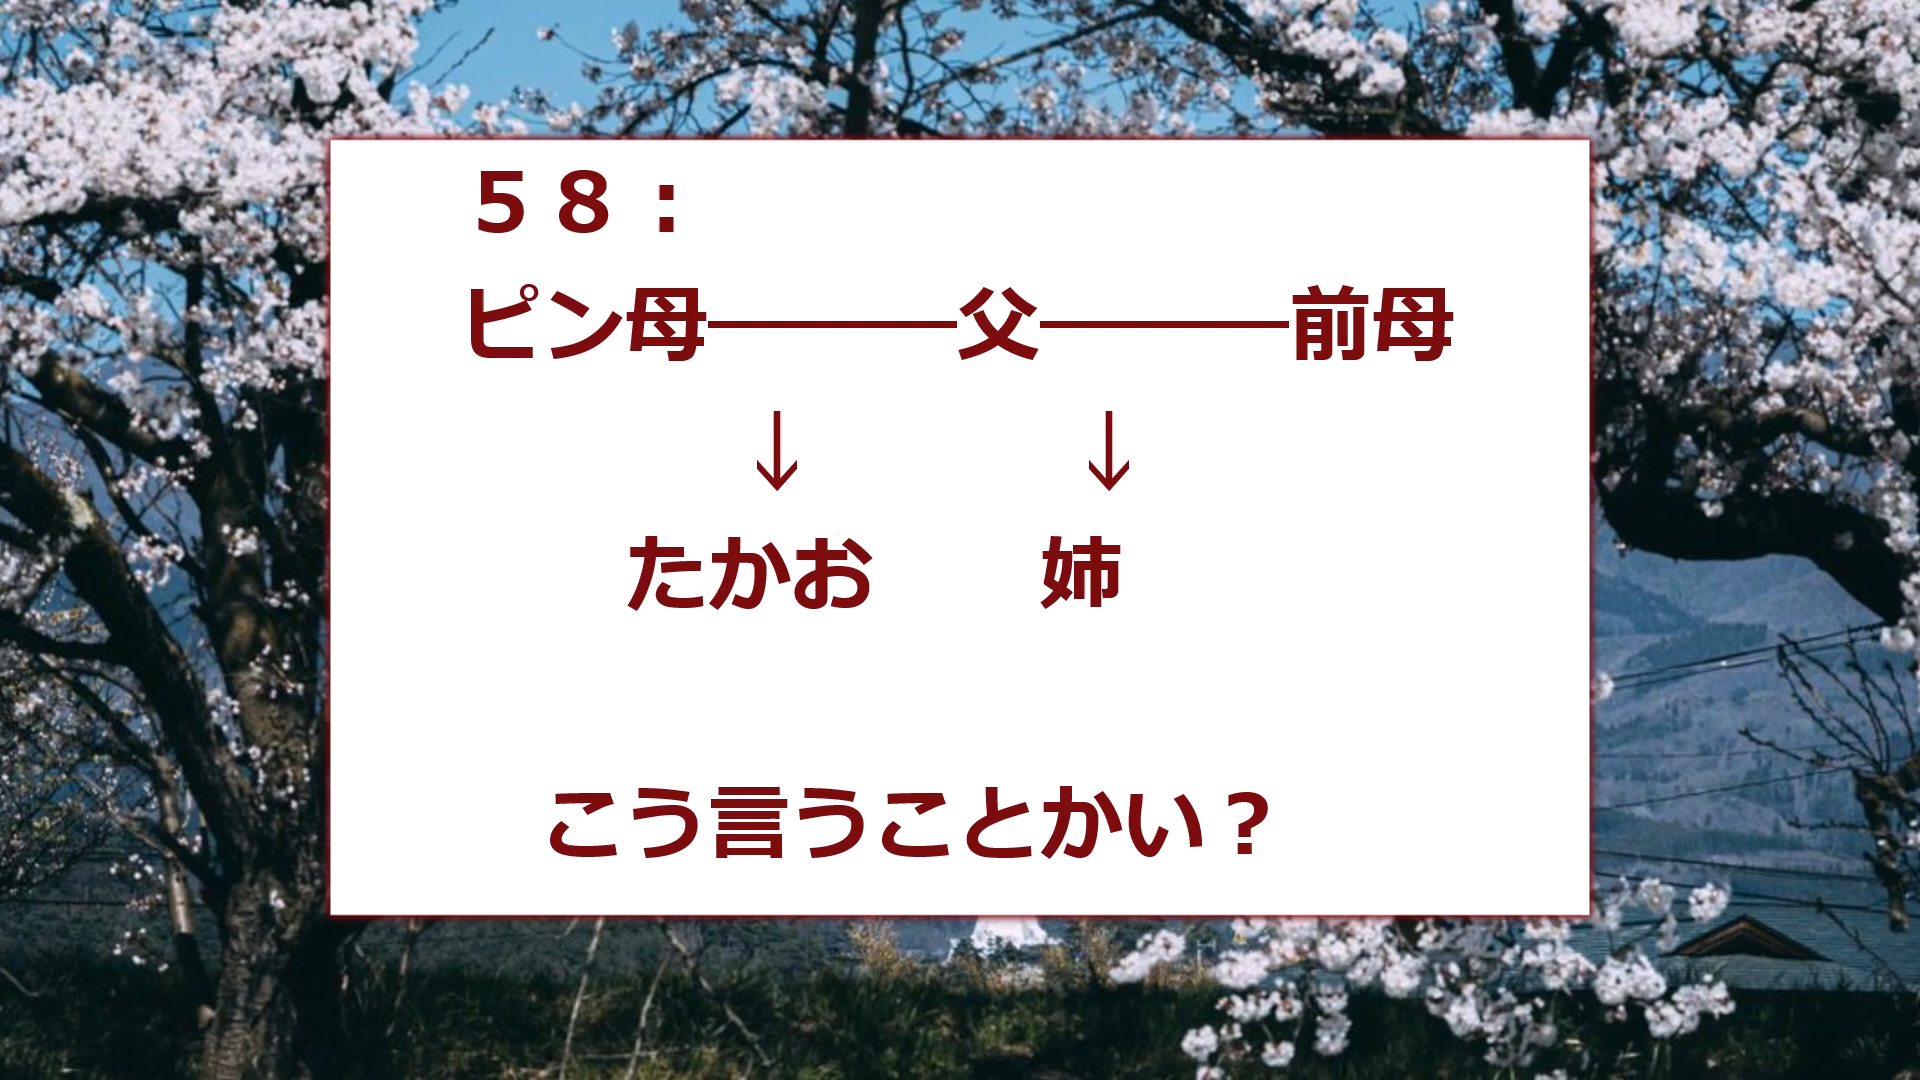 ５８：
ピン母―――父―――前母
↓　　　↓
たかお　　姉
こう言うことかい？